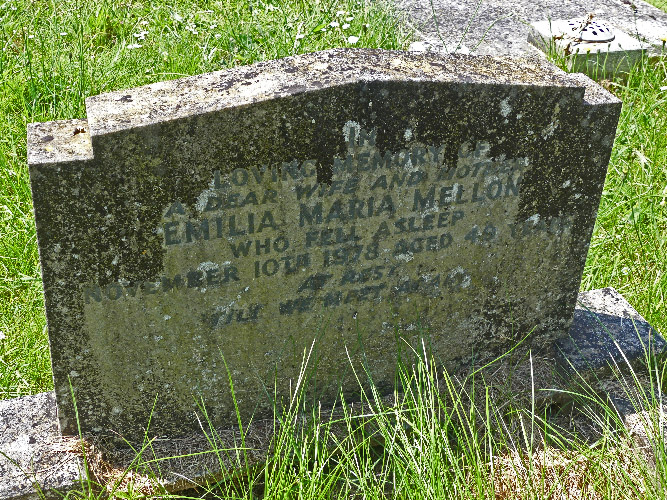 IN
LOVING MEMORY OF
A DEAR WIFE AND MOTHER
EMILIA MARIA MELLON
WHO FELL ASLEEP
NOVEMBER 10TH 1978 AGED 49 YEARS
AT REST
TILL WE MEET AGAIN